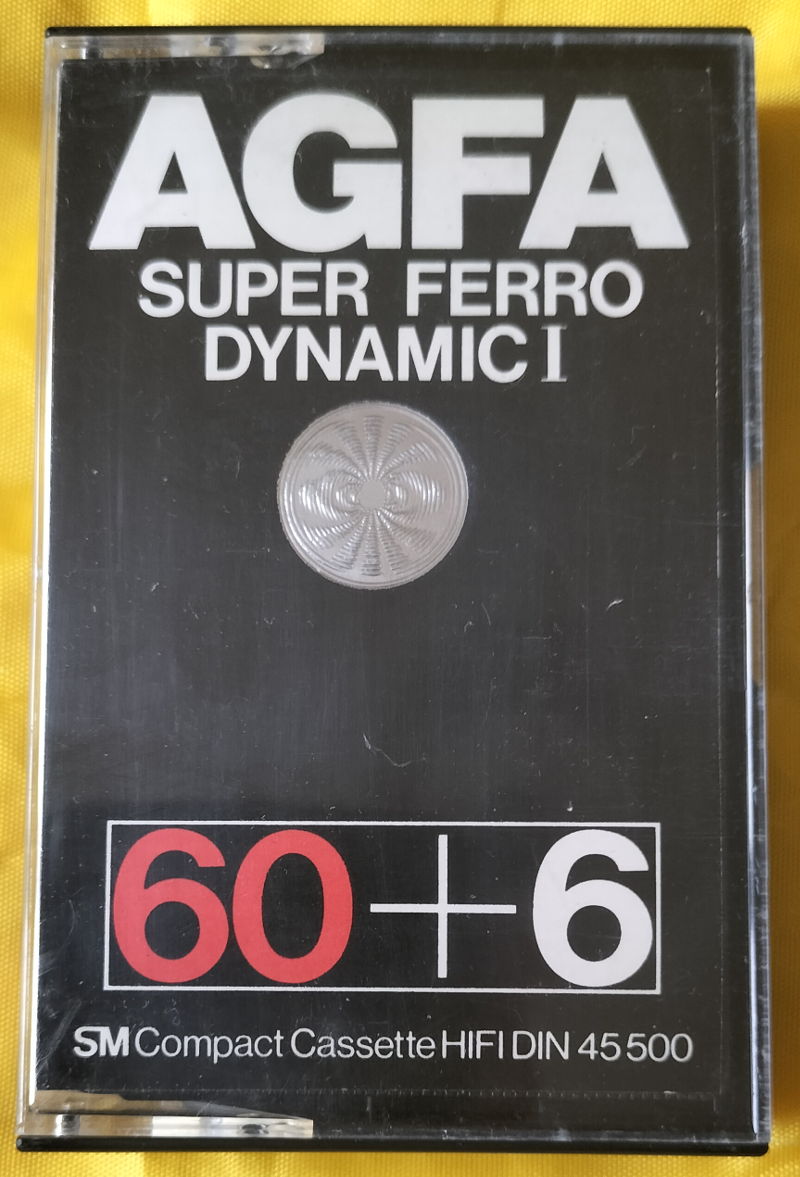 AGFA
SUPER FERRO
DYNAMIC I
60+6
SM Compact Cassette HIFI DIN 45 500